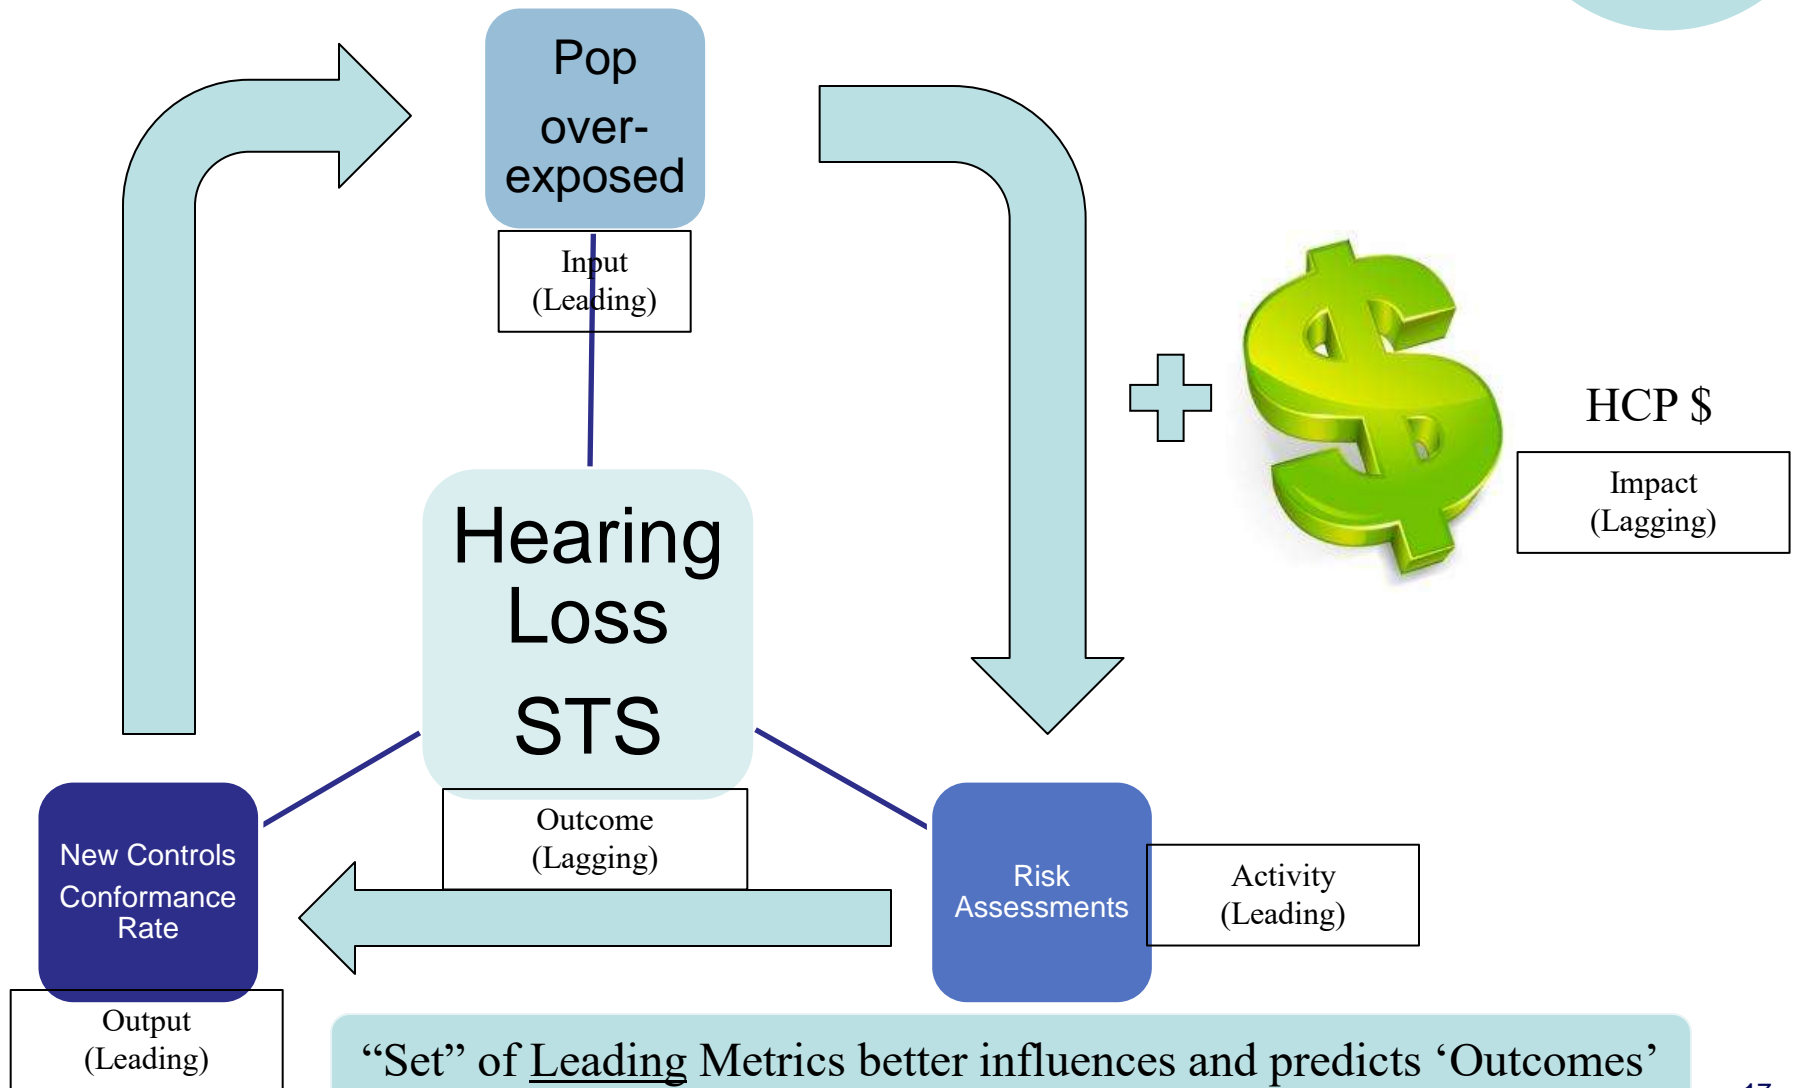 Pop
over-
exposed
Input
(Leading)
HCP $
Impact
(Lagging)
Hearing
Loss
STS
Outcome
(Lagging)
New Controls
Conformance
Rate
Risk
Assessments
Activity
(Leading)
Output
(Leading)
“Set” of Leading Metrics better influences and predicts ‘Outcomes’